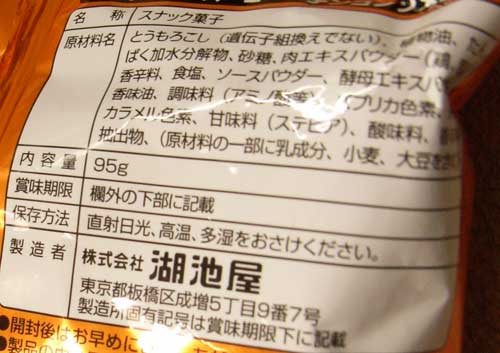 名 称 スナック菓子
原材料名 とうもろこし(遺伝子組換えでない)、植物油、た
ぱく加水分解物、砂糖、肉エキスパウダー(鶏、
香辛料、食塩、ソースパウダー、酵母エキスパ
香味油、調味料(アミノ酸等)、パプリカ色素、
カラメル色素、甘味料(ステビア)、酸味料、香
抽出物、(原材料の一部に乳成分、小麦、大豆を含む
内 容 量 95g
賞味期限 欄外の下部に記載
保存方法 直射日光、高温、多湿をおさけください。
製 造 者 株式会社 湖池屋
東京都板橋区成増5丁目9番7号
製造所固有記号は賞味期限下に記載
●開封後はお早めに
●製品の